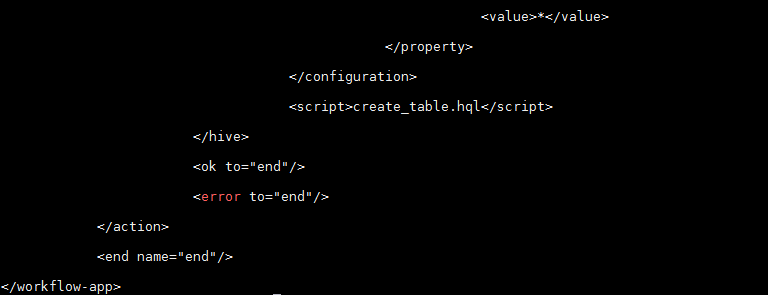 <value>*</value>
</property>
</configuration>
<script>create_table.hql</script>
</hive>
<ok to="end"/>
<error to="end"/>
</action>
<end name="end"/>
</workflow-app>